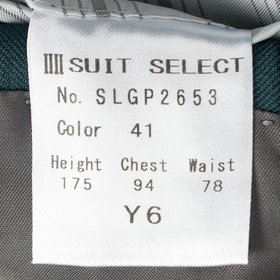 SUIT SELECT
No. SLGP2653
Color 41
Height Chest Waist
175 94 78
Y6